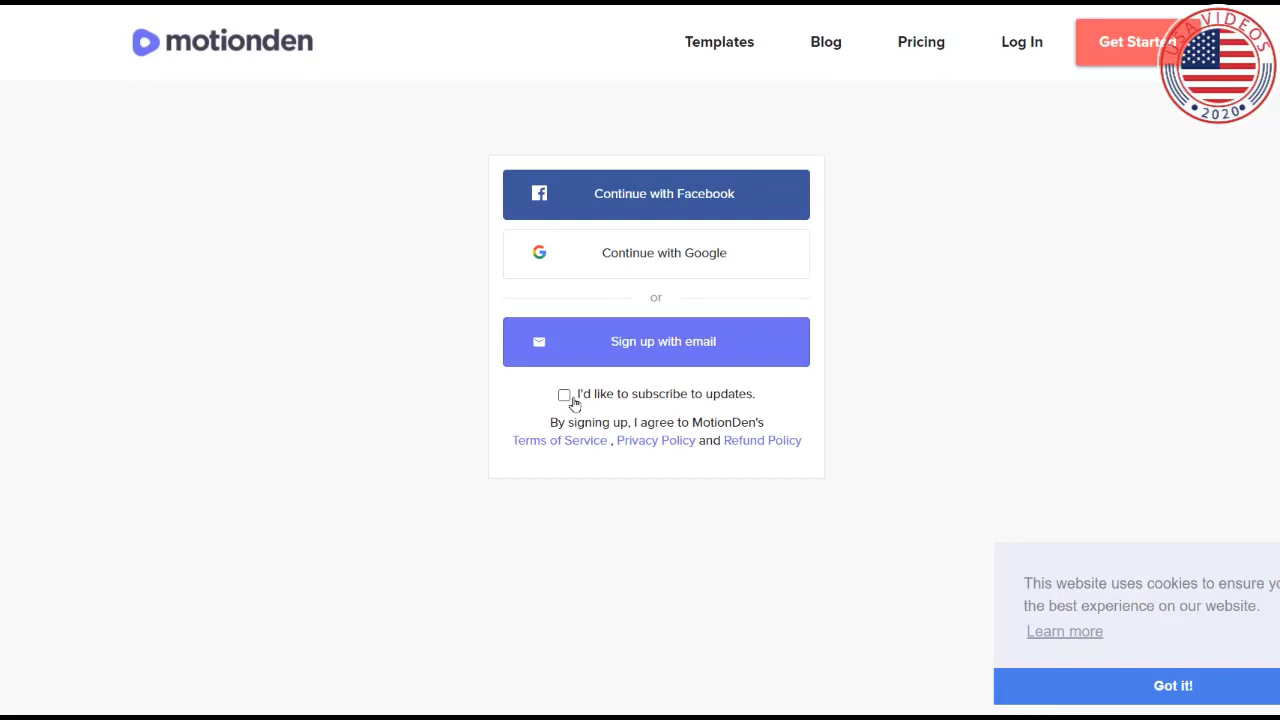 motionden
Templates
Blog
Pricing
Log In
Get Started
USA VIDEOS
2020
Continue with Facebook
Continue with Google
or
Sign up with email
I'd like to subscribe to updates.
By signing up, I agree to MotionDen's
Terms of Service , Privacy Policy and Refund Policy
This website uses cookies to ensure yo
the best experience on our website.
Learn more
Got it!